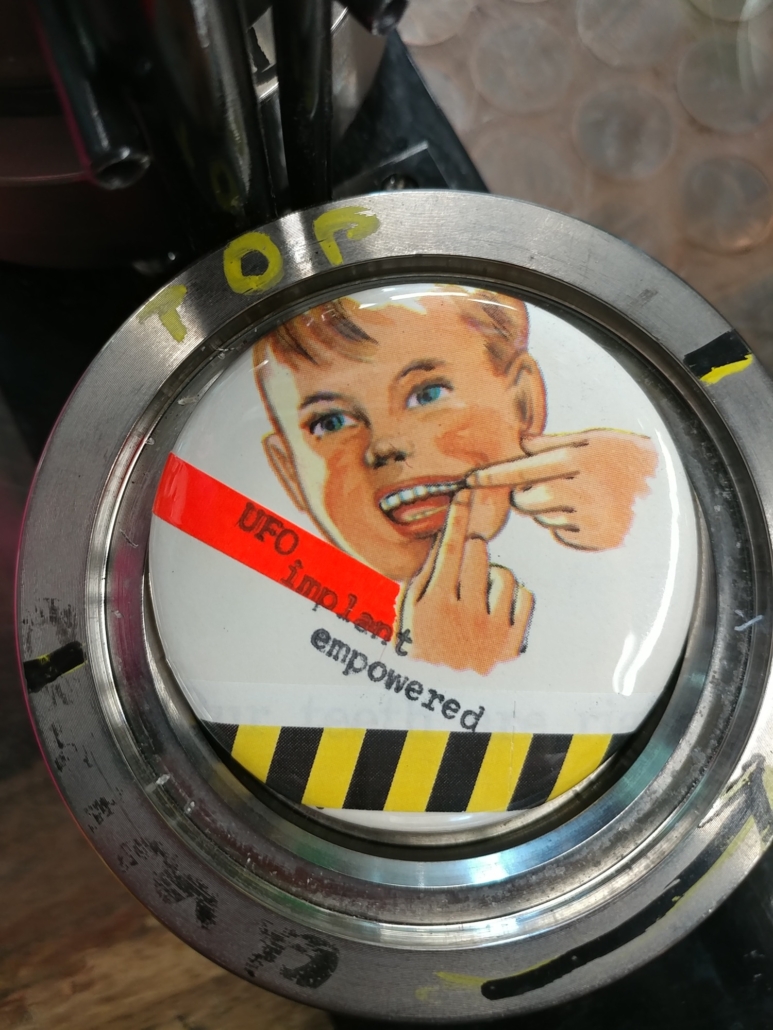 TOP
UFO
implant
empowered